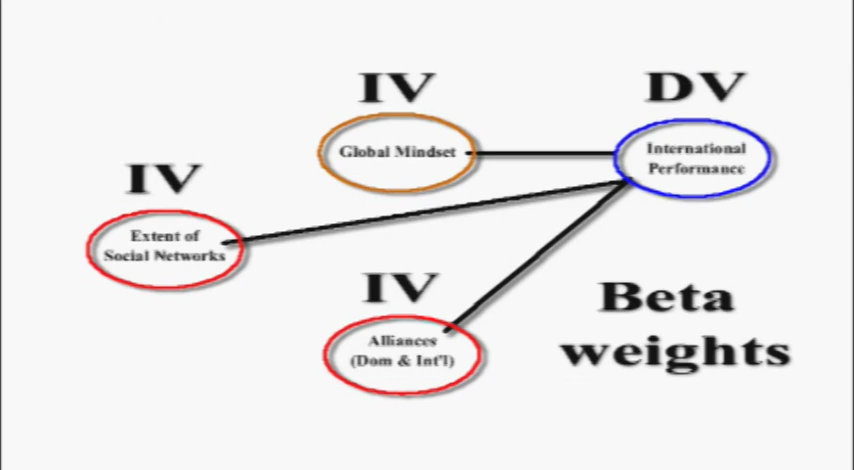 IV
DV
Global Mindset
International
Performance
IV
Extent of
Social Networks
IV
Alliances
(Dom & Int'l)
Beta
weights